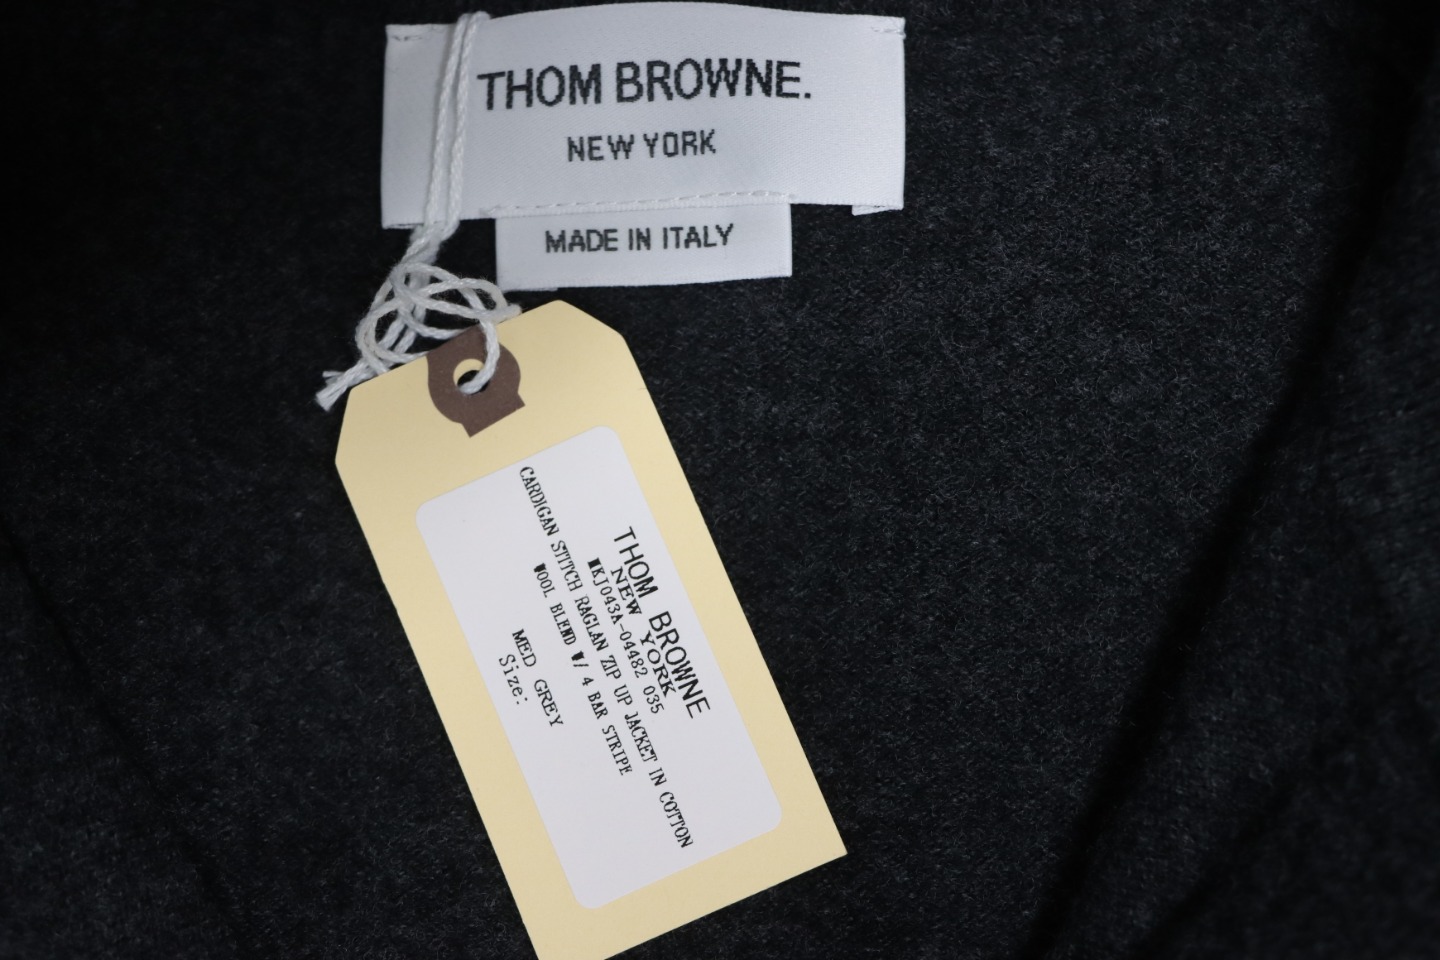 THOM BROWNE.
NEW YORK
MADE IN ITALY
THOM BROWNE
NEW YORK
MKJ043A-04482 035
CARDIGAN STITCH RAGLAN ZIP UP JACKET IN COTTON
WOOL BLEND W/ 4 BAR STRIPE
MED GREY
Size: